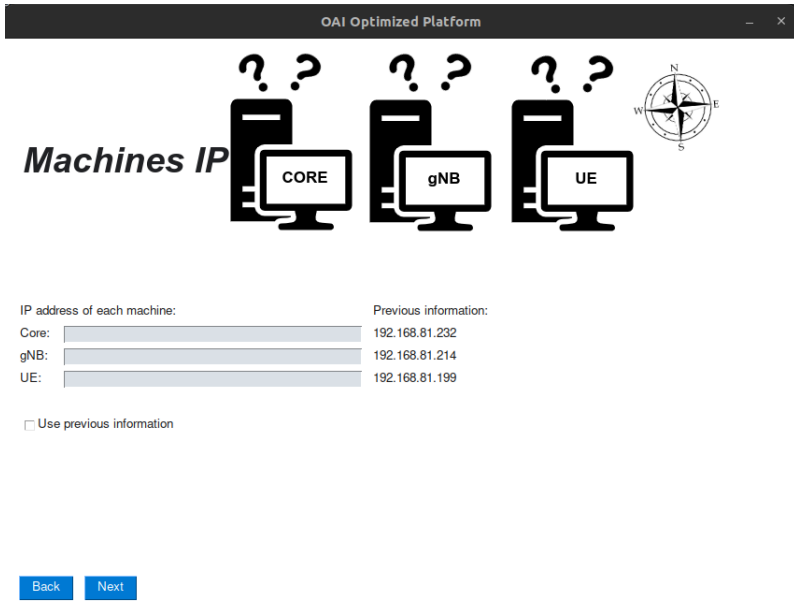 OAI Optimized Platform
? ? ? ? ? ?
N
W E
S
Machines IP
CORE gNB UE
IP address of each machine: Previous information:
Core: 192.168.81.232
gNB: 192.168.81.214
UE: 192.168.81.199
Use previous information
Back Next